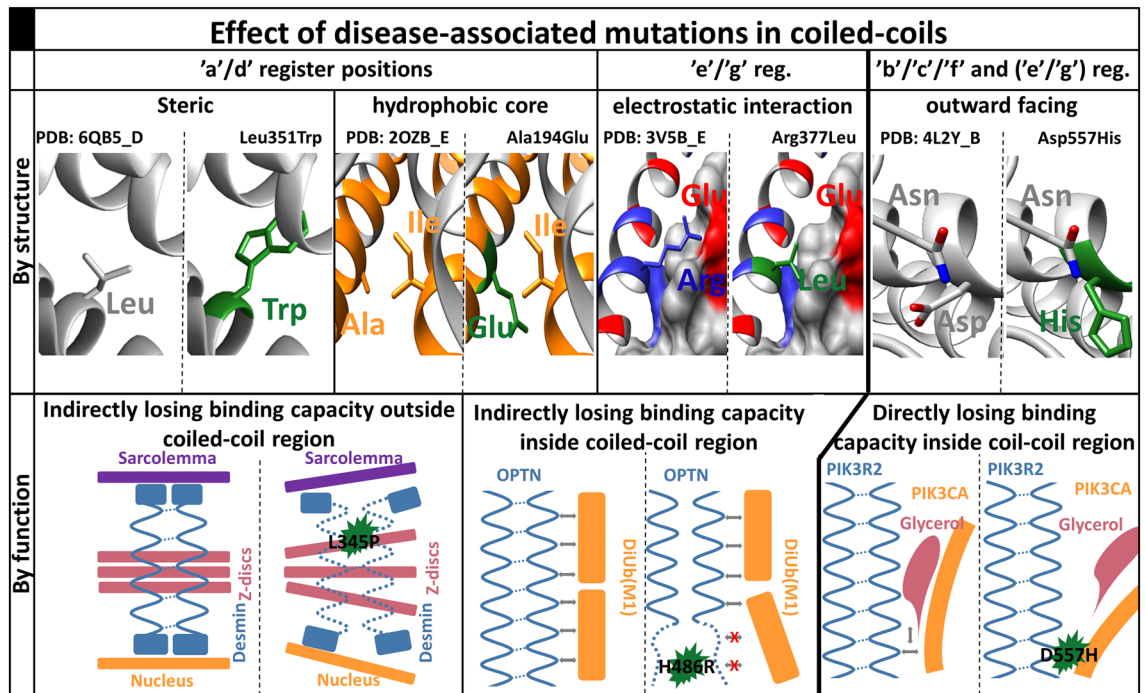 Effect of disease-associated mutations in coiled-coils
’a’/d’ register positions
’e’/’g’ reg.
’b’/’c’/’f’ and (’e’/’g’) reg.
By structure
Steric
hydrophobic core
electrostatic interaction
outward facing
PDB: 6QB5_D
Leu351Trp
PDB: 2OZB_E
Ala194Glu
PDB: 3V5B_E
Arg377Leu
PDB: 4L2Y_B
Asp557His
Leu
Trp
Ile
Ala
Ile
Glu
Glu
Arg
Glu
Leu
Asn
Asp
Asn
His
By function
Indirectly losing binding capacity outside
coiled-coil region
Sarcolemma
Z-discs
Desmin
Nucleus
Sarcolemma
L345P
Z-discs
Desmin
Nucleus
Indirectly losing binding capacity
inside coiled-coil region
OPTN
DiUb(M1)
OPTN
DiUb(M1)
X
X
H486R
Directly losing binding
capacity inside coil-coil region
PIK3R2
PIK3CA
Glycerol
PIK3R2
PIK3CA
Glycerol
D557H